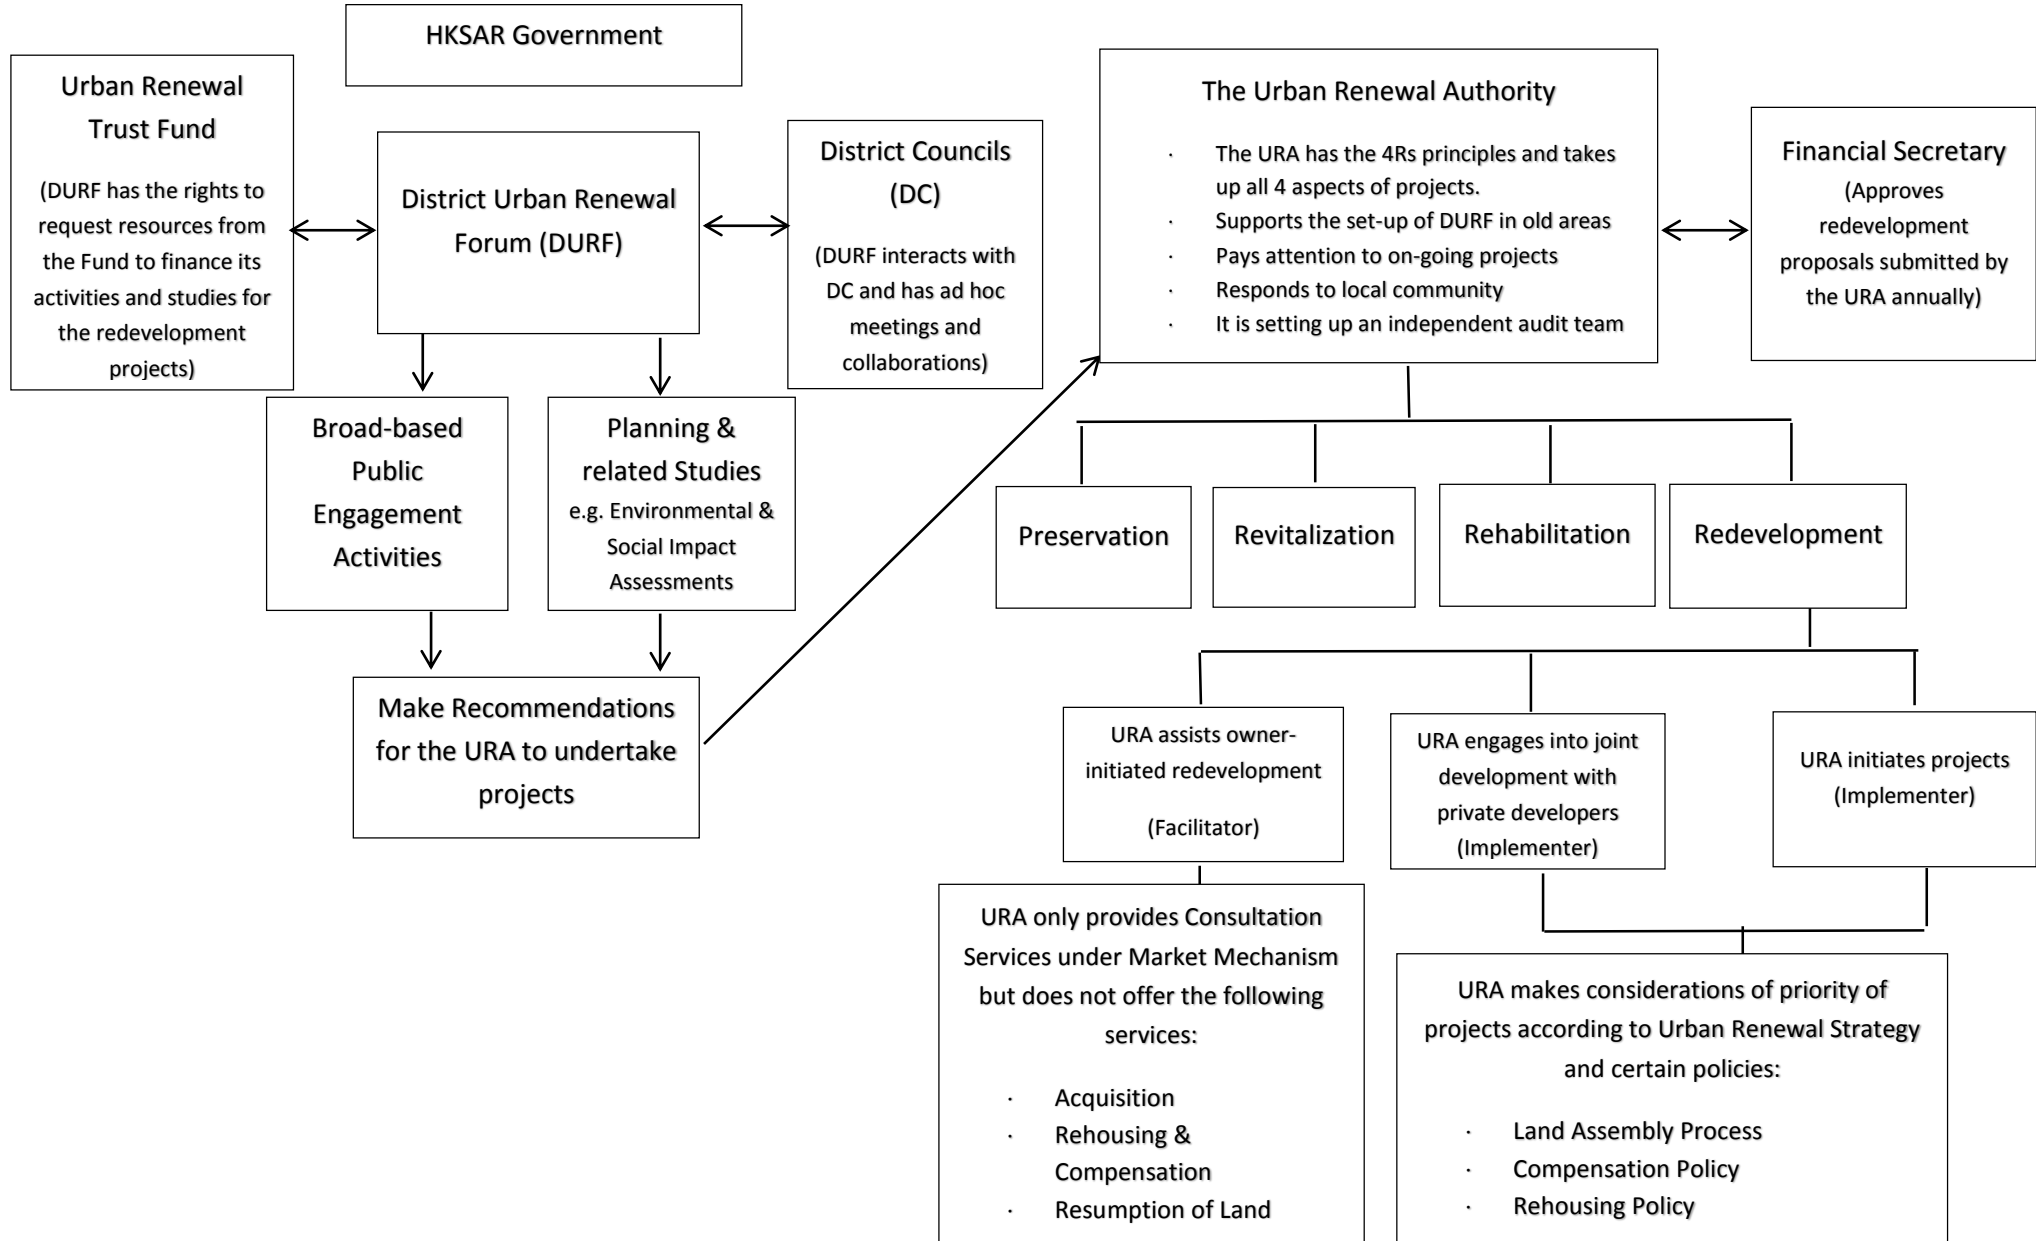 HKSAR Government
Urban Renewal
Trust Fund
(DURF has the rights to
request resources from
the Fund to finance its
activities and studies for
the redevelopment
projects)
District Urban Renewal
Forum (DURF)
District Councils
(DC)
(DURF interacts with
DC and has ad hoc
meetings and
collaborations)
The Urban Renewal Authority
· The URA has the 4Rs principles and takes
up all 4 aspects of projects.
· Supports the set-up of DURF in old areas
· Pays attention to on-going projects
· Responds to local community
· It is setting up an independent audit team
Financial Secretary
(Approves
redevelopment
proposals submitted by
the URA annually)
Broad-based
Public
Engagement
Activities
Planning &
related Studies
e.g. Environmental &
Social Impact
Assessments
Make Recommendations
for the URA to undertake
projects
Preservation
Revitalization
Rehabilitation
Redevelopment
URA assists owner-
initiated redevelopment
(Facilitator)
URA engages into joint
development with
private developers
(Implementer)
URA initiates projects
(Implementer)
URA only provides Consultation
Services under Market Mechanism
but does not offer the following
services:
· Acquisition
· Rehousing &
Compensation
· Resumption of Land
URA makes considerations of priority of
projects according to Urban Renewal Strategy
and certain policies:
· Land Assembly Process
· Compensation Policy
· Rehousing Policy